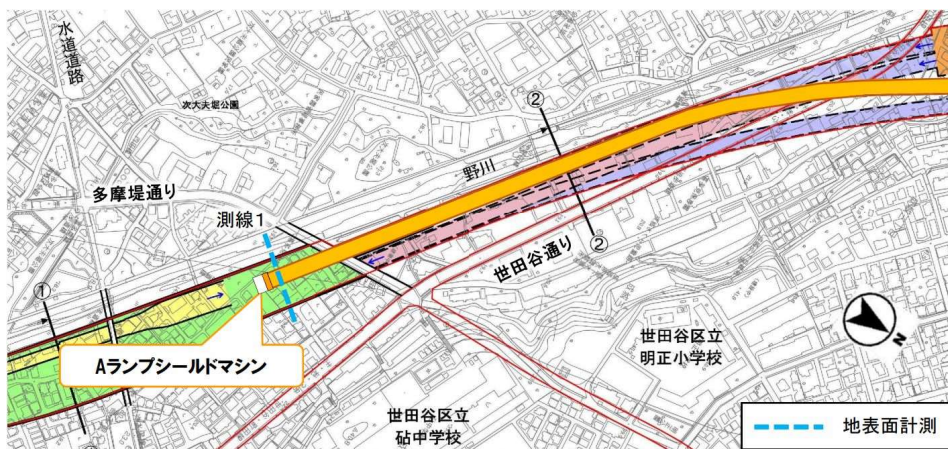 水道道路
次大夫堀公園
②
野川
多摩堤通り
測線1
世田谷通り
②
①
Aランプシールドマシン
世田谷区立
明正小学校
N
世田谷区立
砧中学校
地表面計測